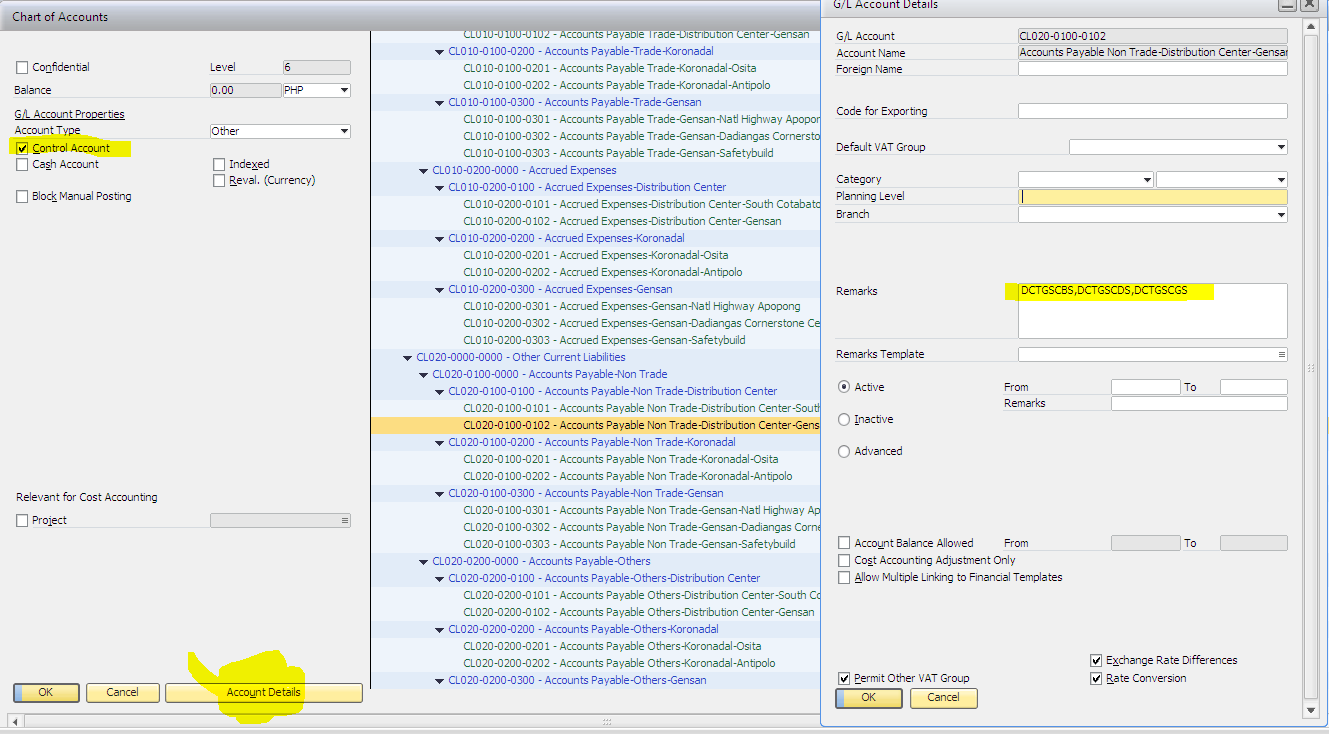 Chart of Accounts
Confidential
Level
6
Balance
0.00
PHP
G/L Account Properties
Account Type
Other
Control Account
Cash Account
Indexed
Reval. (Currency)
Block Manual Posting
Relevant for Cost Accounting
Project
OK
Cancel
Account Details
CL010-0100-0102 - Accounts Payable Trade-Distribution Center-Gensan
CL010-0100-0200 - Accounts Payable-Trade-Koronadal
CL010-0100-0201 - Accounts Payable Trade-Koronadal-Osita
CL010-0100-0202 - Accounts Payable Trade-Koronadal-Antipolo
CL010-0100-0300 - Accounts Payable-Trade-Gensan
CL010-0100-0301 - Accounts Payable Trade-Gensan-Natl Highway Apopon
CL010-0100-0302 - Accounts Payable Trade-Gensan-Dadiangas Cornersto
CL010-0100-0303 - Accounts Payable Trade-Gensan-Safetybuild
CL010-0200-0000 - Accrued Expenses
CL010-0200-0100 - Accrued Expenses-Distribution Center
CL010-0200-0101 - Accrued Expenses-Distribution Center-South Cotabato
CL010-0200-0102 - Accrued Expenses-Distribution Center-Gensan
CL010-0200-0200 - Accrued Expenses-Koronadal
CL010-0200-0201 - Accrued Expenses-Koronadal-Osita
CL010-0200-0202 - Accrued Expenses-Koronadal-Antipolo
CL010-0200-0300 - Accrued Expenses-Gensan
CL010-0200-0301 - Accrued Expenses-Gensan-Natl Highway Apopong
CL010-0200-0302 - Accrued Expenses-Gensan-Dadiangas Cornerstone Ce
CL010-0200-0303 - Accrued Expenses-Gensan-Safetybuild
CL020-0000-0000 - Other Current Liabilities
CL020-0100-0000 - Accounts Payable-Non Trade
CL020-0100-0100 - Accounts Payable-Non Trade-Distribution Center
CL020-0100-0101 - Accounts Payable Non Trade-Distribution Center-South
CL020-0100-0102 - Accounts Payable Non Trade-Distribution Center-Gens
CL020-0100-0200 - Accounts Payable-Non Trade-Koronadal
CL020-0100-0201 - Accounts Payable Non Trade-Koronadal-Osita
CL020-0100-0202 - Accounts Payable Non Trade-Koronadal-Antipolo
CL020-0100-0300 - Accounts Payable-Non Trade-Gensan
CL020-0100-0301 - Accounts Payable Non Trade-Gensan-Natl Highway Ap
CL020-0100-0302 - Accounts Payable Non Trade-Gensan-Dadiangas Corne
CL020-0100-0303 - Accounts Payable Non Trade-Gensan-Safetybuild
CL020-0200-0000 - Accounts Payable-Others
CL020-0200-0100 - Accounts Payable-Others-Distribution Center
CL020-0200-0101 - Accounts Payable Others-Distribution Center-South Co
CL020-0200-0102 - Accounts Payable Others-Distribution Center-Gensan
CL020-0200-0200 - Accounts Payable-Others-Koronadal
CL020-0200-0201 - Accounts Payable Others-Koronadal-Osita
CL020-0200-0202 - Accounts Payable Others-Koronadal-Antipolo
CL020-0200-0300 - Accounts Payable-Others-Gensan
G/L Account Details
G/L Account
CL020-0100-0102
Account Name
Accounts Payable Non Trade-Distribution Center-Gensan
Foreign Name
Code for Exporting
Default VAT Group
Category
Planning Level
Branch
Remarks
DCTGSCBS,DCTGSCDS,DCTGSCGS
Remarks Template
Active
From
To
Remarks
Inactive
Advanced
Account Balance Allowed
From
To
Cost Accounting Adjustment Only
Allow Multiple Linking to Financial Templates
Exchange Rate Differences
Permit Other VAT Group
Rate Conversion
OK
Cancel